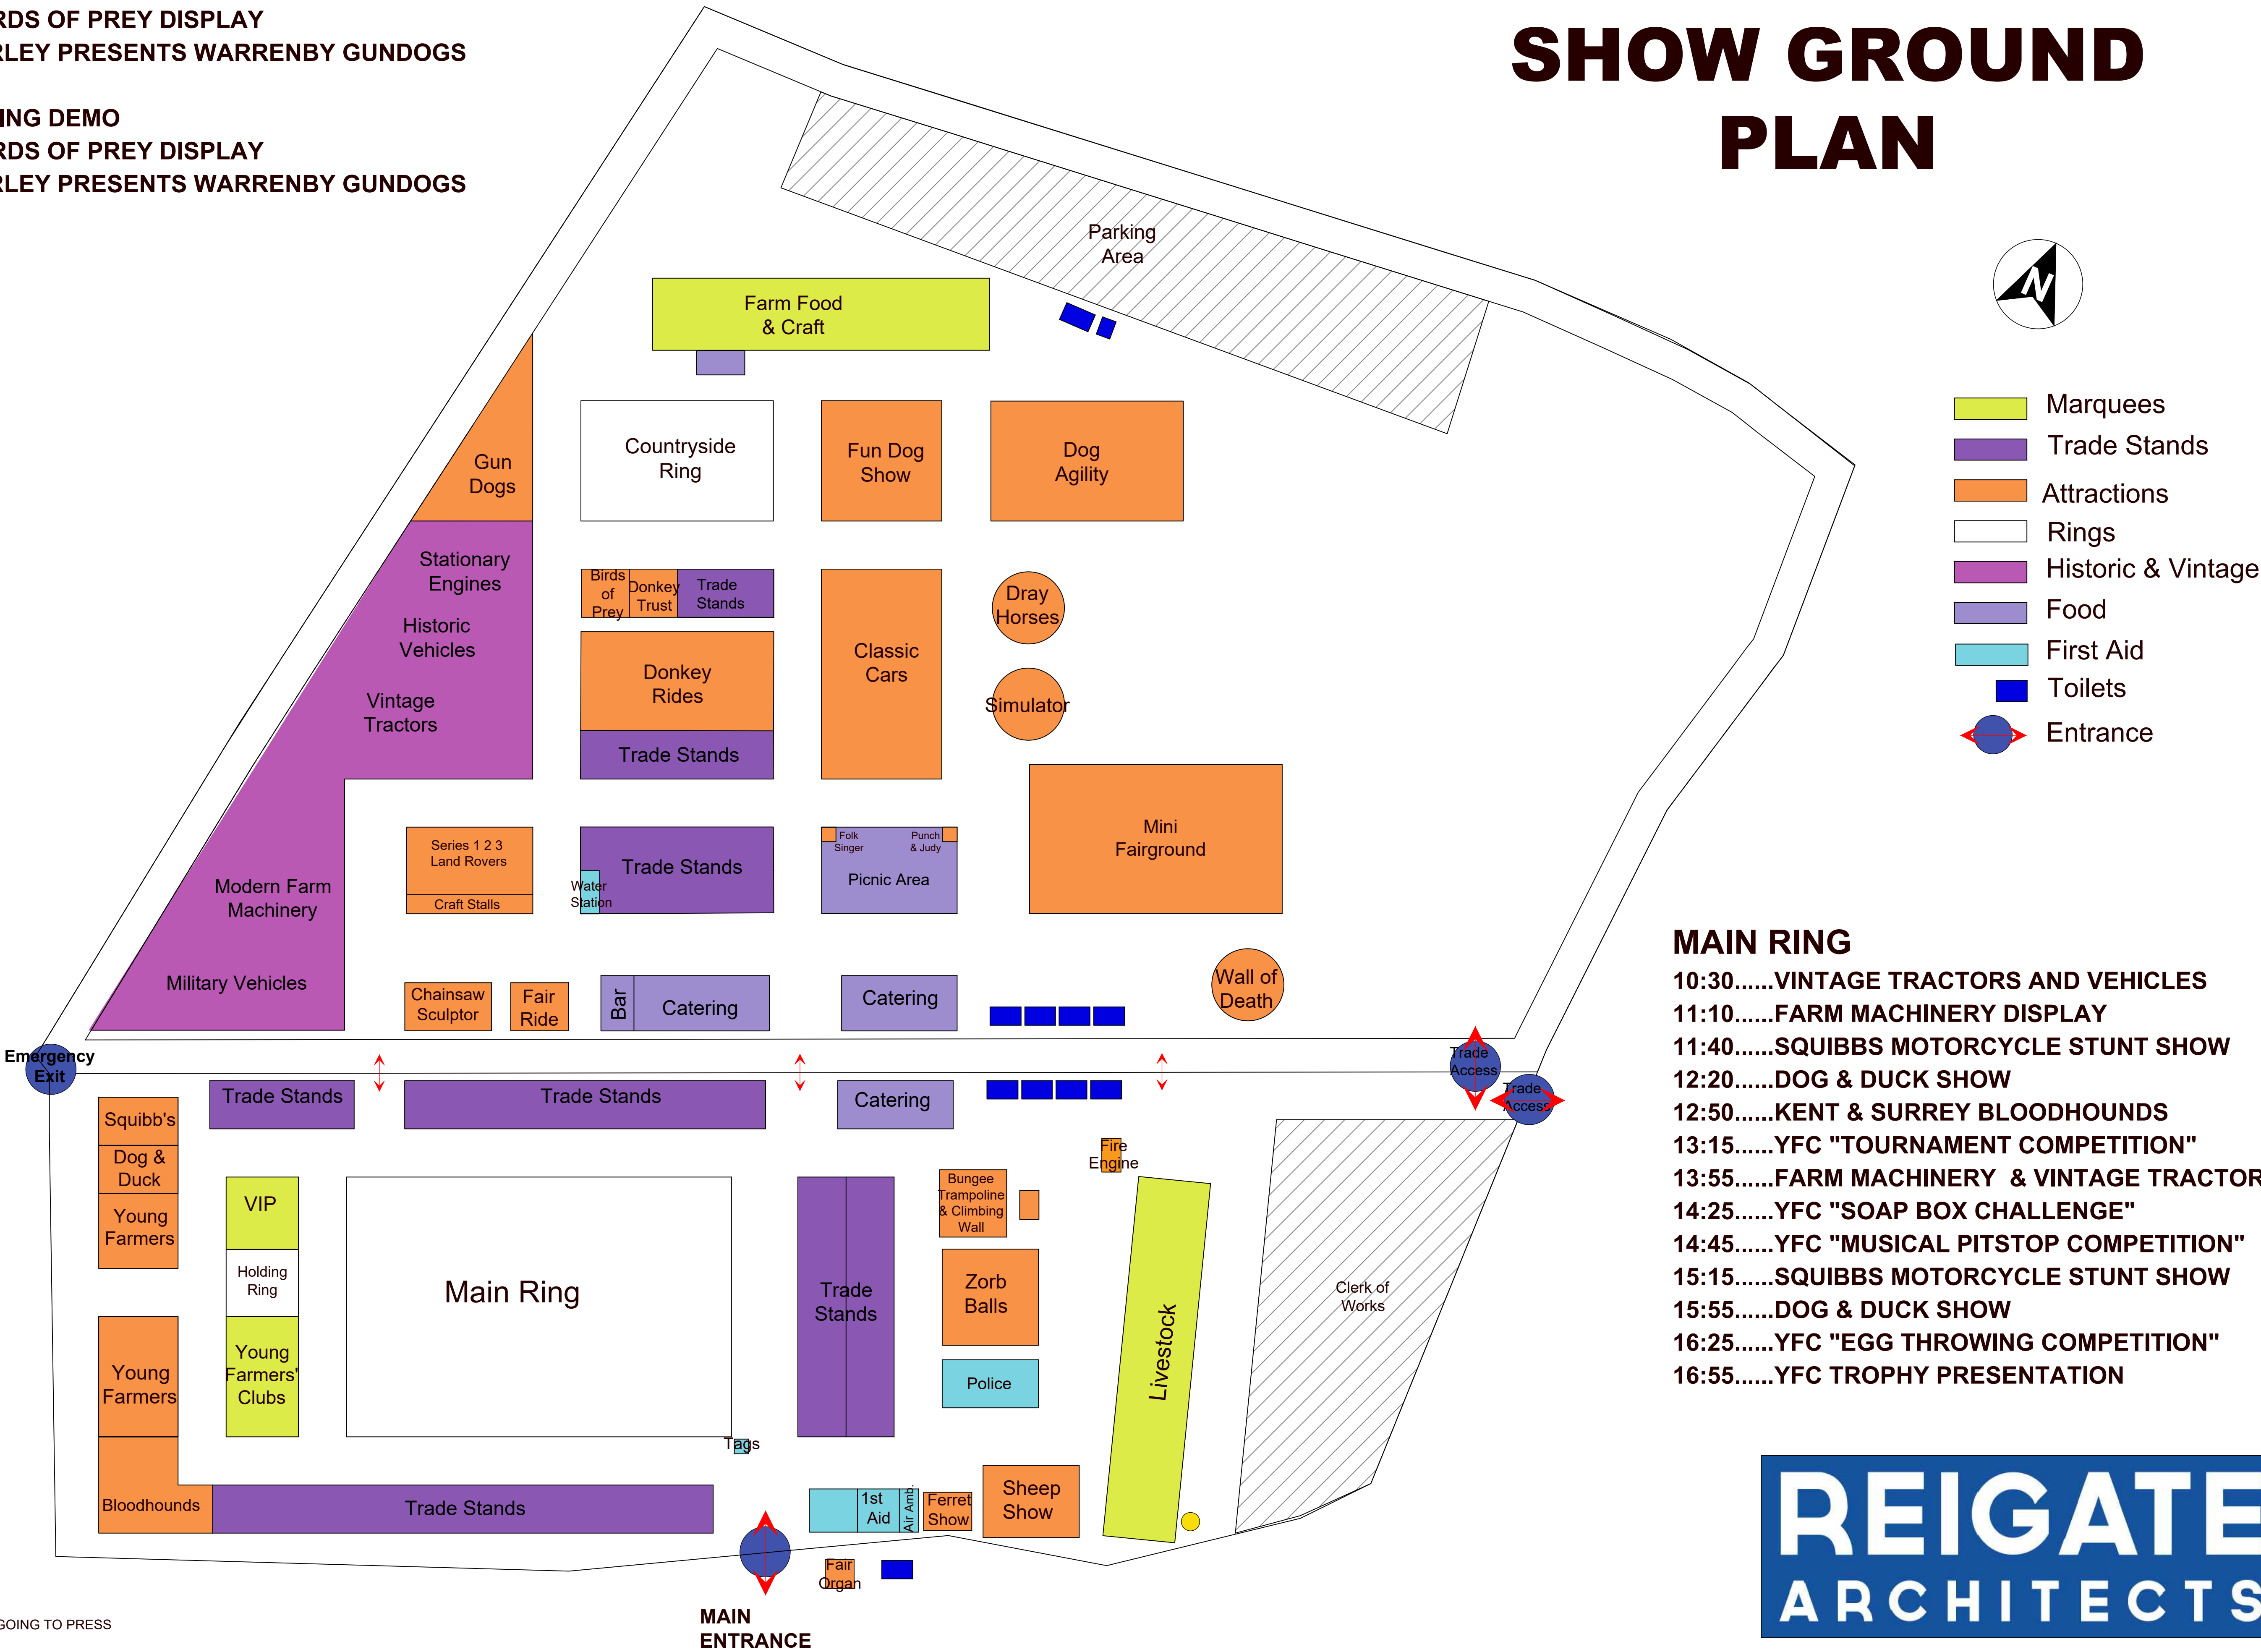 RDS OF PREY DISPLAY
RLEY PRESENTS WARRENBY GUNDOGS
ING DEMO
RDS OF PREY DISPLAY
RLEY PRESENTS WARRENBY GUNDOGS
SHOW GROUND
PLAN
N
Parking
Area
Farm Food
& Craft
Countryside
Ring
Fun Dog
Show
Dog
Agility
Gun
Dogs
Stationary
Engines
Historic
Vehicles
Vintage
Tractors
Modern Farm
Machinery
Military Vehicles
Birds
of
Prey
Donkey
Trust
Trade
Stands
Donkey
Rides
Trade Stands
Classic
Cars
Dray
Horses
Simulator
Mini
Fairground
Series 1 2 3
Land Rovers
Craft Stalls
Water
Station
Trade Stands
Folk
Singer
Punch
& Judy
Picnic Area
Chainsaw
Sculptor
Fair
Ride
Bar
Catering
Catering
Wall of
Death
Marquees
Trade Stands
Attractions
Rings
Historic & Vintage
Food
First Aid
Toilets
Entrance
Emergency
Exit
Trade
Access
Trade
Access
Trade Stands
Trade Stands
Catering
Squibb's
Dog &
Duck
Young
Farmers
VIP
Holding
Ring
Young
Farmers'
Clubs
Young
Farmers
Bloodhounds
Main Ring
Trade
Stands
Tags
Trade Stands
Fire
Engine
Bungee
Trampoline
& Climbing
Wall
Zorb
Balls
Police
Livestock
Clerk of
Works
1st
Aid
Air Amb.
Ferret
Show
Sheep
Show
Fair
Organ
MAIN
ENTRANCE
MAIN RING
10:30......VINTAGE TRACTORS AND VEHICLES
11:10......FARM MACHINERY DISPLAY
11:40......SQUIBBS MOTORCYCLE STUNT SHOW
12:20......DOG & DUCK SHOW
12:50......KENT & SURREY BLOODHOUNDS
13:15......YFC "TOURNAMENT COMPETITION"
13:55......FARM MACHINERY & VINTAGE TRACTOR
14:25......YFC "SOAP BOX CHALLENGE"
14:45......YFC "MUSICAL PITSTOP COMPETITION"
15:15......SQUIBBS MOTORCYCLE STUNT SHOW
15:55......DOG & DUCK SHOW
16:25......YFC "EGG THROWING COMPETITION"
16:55......YFC TROPHY PRESENTATION
REIGATE
ARCHITECTS
GOING TO PRESS